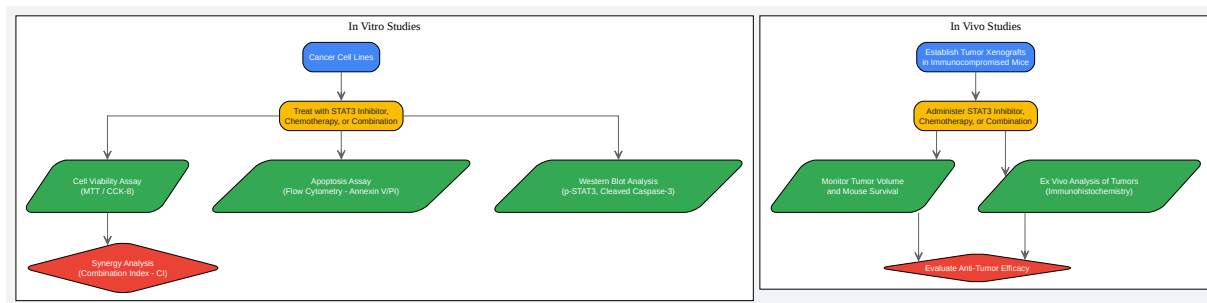 In Vitro Studies
Cancer Cell Lines
Treat with STAT3 Inhibitor,
Chemotherapy, or Combination
Cell Viability Assay
(MTT / CCK-8)
Apoptosis Assay
(Flow Cytometry - Annexin V/PI)
Western Blot Analysis
(p-STAT3, Cleaved Caspase-3)
Synergy Analysis
(Combination Index - CI)
In Vivo Studies
Establish Tumor Xenografts
in Immunocompromised Mice
Administer STAT3 Inhibitor,
Chemotherapy, or Combination
Monitor Tumor Volume
and Mouse Survival
Ex Vivo Analysis of Tumors
(Immunohistochemistry)
Evaluate Anti-Tumor Efficacy